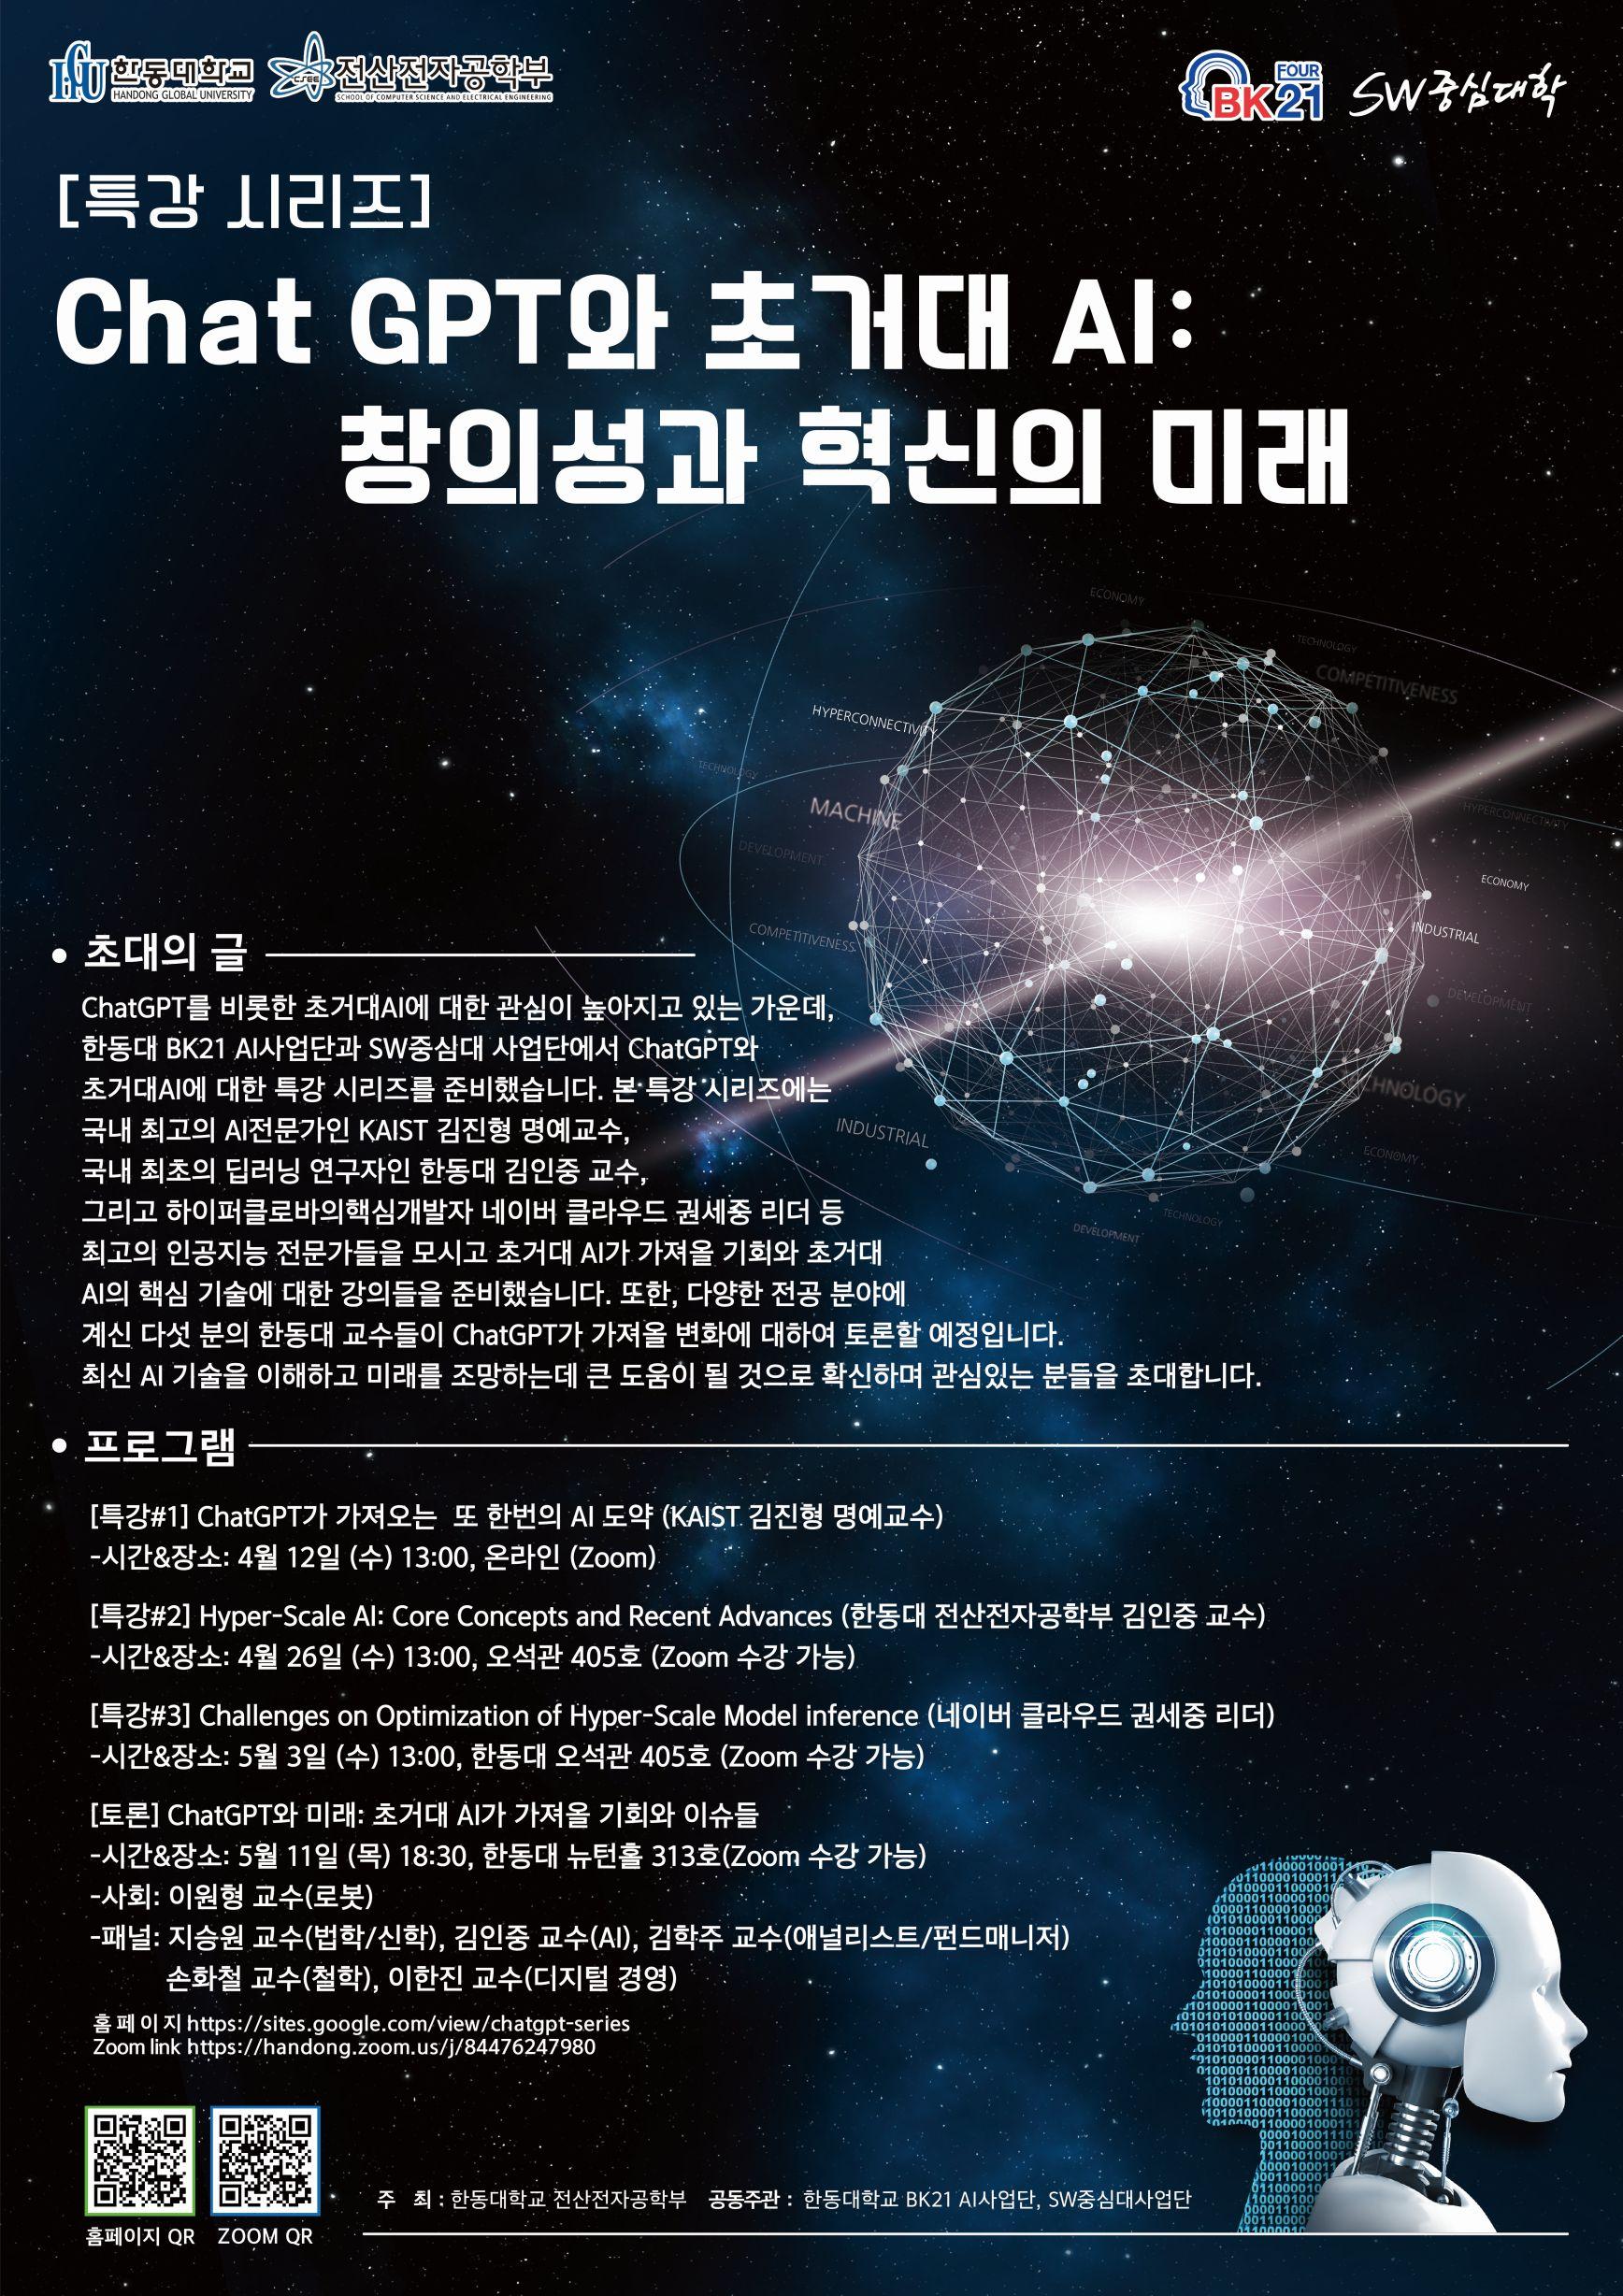 HGU 한동대학교
HANDONG GLOBAL UNIVERSITY
CSEE 전산전자공학부
SCHOOL OF COMPUTER SCIENCE AND ELECTRICAL ENGINEERING
FOUR
BK21
SW중심대학
[특강 시리즈]
Chat GPT와 초거대 AI:
창의성과 혁신의 미래
ECONOMY
TECHNOLOGY
COMPETITIVENESS
HYPERCONNECTIVITY
TECHNOLOGY
MACHINE
HYPERCONNECTIVITY
DEVELOPMENT
ECONOMY
COMPETITIVENESS
INDUSTRIAL
DEVELOPMENT
CHNOLOGY
INDUSTRIAL
ECONOMY
TECHNOLOGY
DEVELOPMENT
• 초대의 글
ChatGPT를 비롯한 초거대AI에 대한 관심이 높아지고 있는 가운데,
한동대 BK21 AI사업단과 SW중심대 사업단에서 ChatGPT와
초거대AI에 대한 특강 시리즈를 준비했습니다. 본 특강 시리즈에는
국내 최고의 AI전문가인 KAIST 김진형 명예교수,
국내 최초의 딥러닝 연구자인 한동대 김인중 교수,
그리고 하이퍼클로바의핵심개발자 네이버 클라우드 권세중 리더 등
최고의 인공지능 전문가들을 모시고 초거대 AI가 가져올 기회와 초거대
AI의 핵심 기술에 대한 강의들을 준비했습니다. 또한, 다양한 전공 분야에
계신 다섯 분의 한동대 교수들이 ChatGPT가 가져올 변화에 대하여 토론할 예정입니다.
최신 AI 기술을 이해하고 미래를 조망하는데 큰 도움이 될 것으로 확신하며 관심있는 분들을 초대합니다.
• 프로그램
[특강#1] ChatGPT가 가져오는 또 한번의 AI 도약 (KAIST 김진형 명예교수)
-시간&장소: 4월 12일 (수) 13:00, 온라인 (Zoom)
[특강#2] Hyper-Scale AI: Core Concepts and Recent Advances (한동대 전산전자공학부 김인중 교수)
-시간&장소: 4월 26일 (수) 13:00, 오석관 405호 (Zoom 수강 가능)
[특강#3] Challenges on Optimization of Hyper-Scale Model inference (네이버 클라우드 권세중 리더)
-시간&장소: 5월 3일 (수) 13:00, 한동대 오석관 405호 (Zoom 수강 가능)
[토론] ChatGPT와 미래: 초거대 AI가 가져올 기회와 이슈들
-시간&장소: 5월 11일 (목) 18:30, 한동대 뉴턴홀 313호(Zoom 수강 가능)
-사회: 이원형 교수(로봇)
-패널: 지승원 교수(법학/신학), 김인중 교수(AI), 김학주 교수(애널리스트/펀드매니저)
손화철 교수(철학), 이한진 교수(디지털 경영)
홈 페 이 지 https://sites.google.com/view/chatgpt-series
Zoom link https://handong.zoom.us/j/84476247980
홈페이지 QR ZOOM QR
주 최 : 한동대학교 전산전자공학부 공동주관 : 한동대학교 BK21 AI사업단, SW중심대사업단